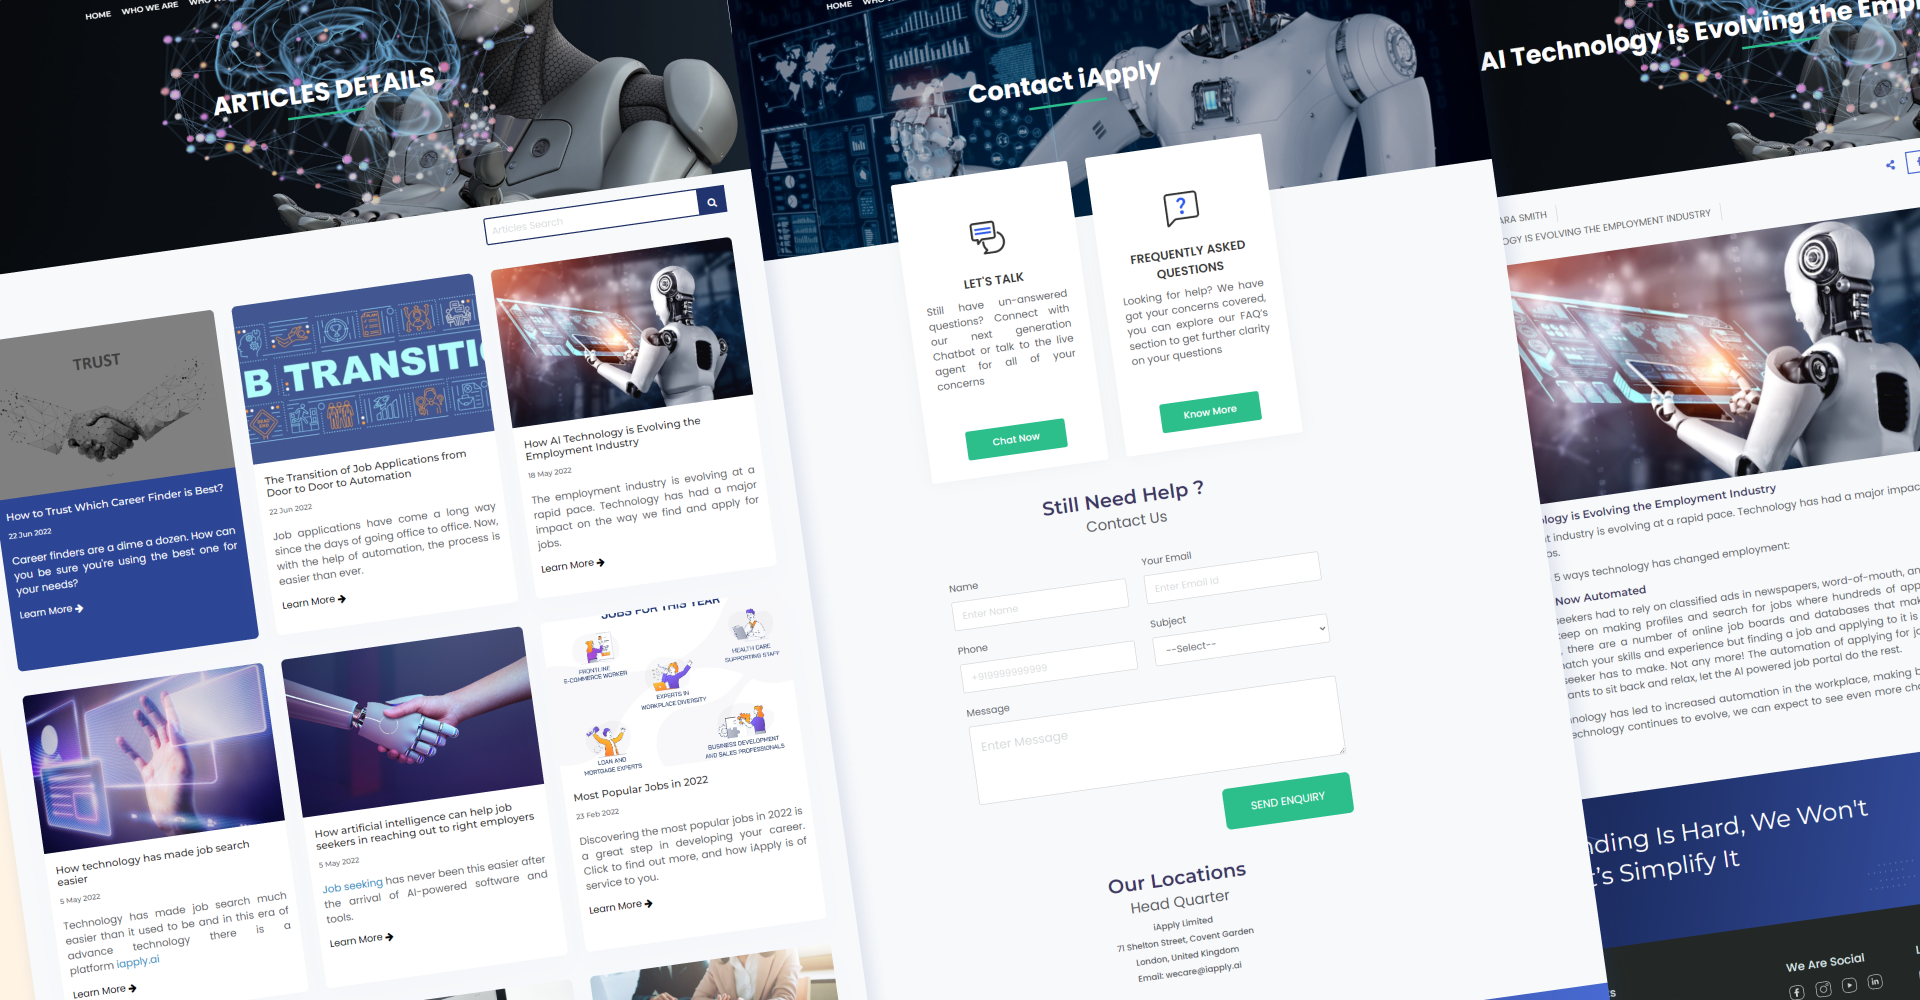 HOME WHO WE ARE
ARTICLES DETAILS
Articles Search
TRUST
How to Trust Which Career Finder is Best?
22 Jun 2022
Career finders are a dime a dozen. How can
you be sure you're using the best one for
your needs?
Learn More
B TRANSITI
The Transition of Job Applications from
Door to Door to Automation
22 Jun 2022
Job applications have come a long way
since the days of going office to office. Now,
with the help of automation, the process is
easier than ever.
Learn More
How AI Technology is Evolving the
Employment Industry
18 May 2022
The employment industry is evolving at a
rapid pace. Technology has had a major
impact on the way we find and apply for
jobs.
Learn More
How technology has made job search
easier
5 May 2022
Technology has made job search much
easier than it used to be and in this era of
advance technology there is a
platform iapply.ai
Learn More
How artificial intelligence can help job
seekers in reaching out to right employers
5 May 2022
Job seeking has never been this easier after
the arrival of AI-powered software and
tools.
Learn More
JOBS FOR THIS YEAR
FRONTLINE
E-COMMERCE WORKER
HEALTH CARE
SUPPORTING STAFF
EXPERTS IN
WORKPLACE DIVERSITY
LOAN AND
MORTGAGE EXPERTS
BUSINESS DEVELOPMENT
AND SALES PROFESSIONALS
Most Popular Jobs in 2022
23 Feb 2022
Discovering the most popular jobs in 2022 is
a great step in developing your career.
Click to find out more, and how iApply is of
service to you.
Learn More
HOME
Contact iApply
LET'S TALK
Still have un-answered
questions? Connect with
our next generation
Chatbot or talk to the live
agent for all of your
concerns
Chat Now
FREQUENTLY ASKED
QUESTIONS
Looking for help? We have
got your concerns covered,
you can explore our FAQ's
section to get further clarity
on your questions
Know More
Still Need Help ?
Contact Us
Name
Enter Name
Your Email
Enter Email Id
Phone
+919999999999
Subject
--Select--
Message
Enter Message
SEND ENQUIRY
Our Locations
Head Quarter
iApply Limited
71 Shelton Street, Covent Garden
London, United Kingdom
Email: wecare@iapply.ai
AI Technology is Evolving the Emp
ARA SMITH
OGY IS EVOLVING THE EMPLOYMENT INDUSTRY
logy is Evolving the Employment Industry
t industry is evolving at a rapid pace. Technology has had a major impac
bs.
5 ways technology has changed employment:
Now Automated
seekers had to rely on classified ads in newspapers, word-of-mouth, an
keep on making profiles and search for jobs where hundreds of app
, there are a number of online job boards and databases that mak
atch your skills and experience but finding a job and applying to it is
seeker has to make. Not any more! The automation of applying for jo
ants to sit back and relax, let the AI powered job portal do the rest.
hnology has led to increased automation in the workplace, making b
echnology continues to evolve, we can expect to see even more cha
nding Is Hard, We Won't
t's Simplify It
We Are Social